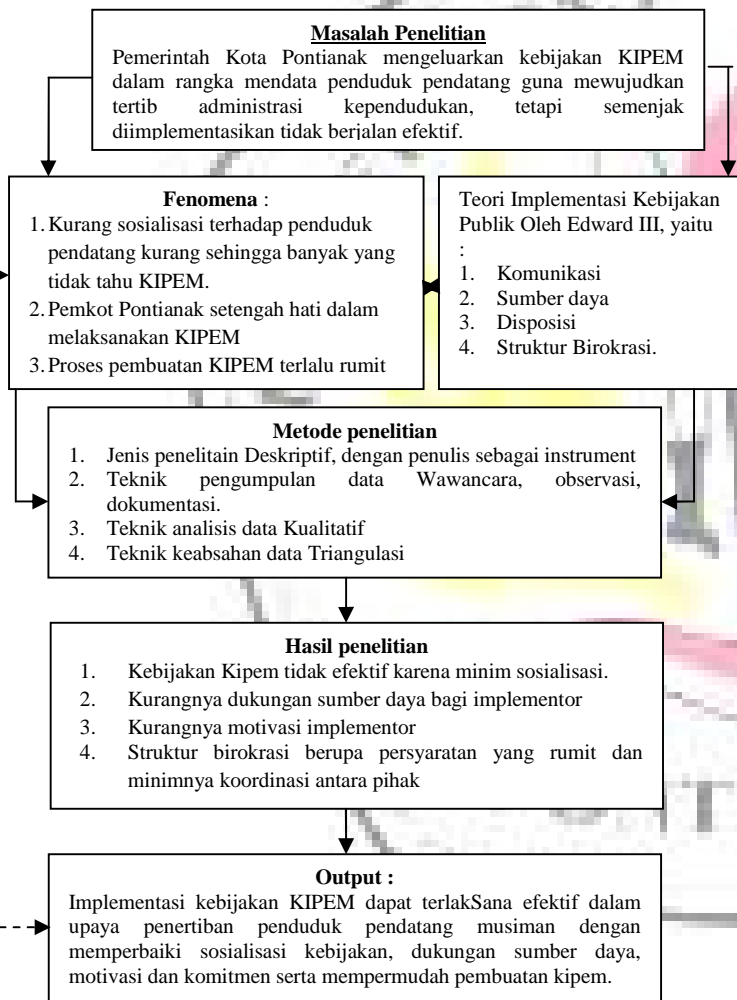 Masalah Penelitian
Pemerintah Kota Pontianak mengeluarkan kebijakan KIPEM
dalam rangka mendata penduduk pendatang guna mewujudkan
tertib administrasi kependudukan, tetapi semenjak
diimplementasikan tidak berjalan efektif.
Fenomena :
1. Kurang sosialisasi terhadap penduduk
pendatang kurang sehingga banyak yang
tidak tahu KIPEM.
2. Pemkot Pontianak setengah hati dalam
melaksanakan KIPEM
3. Proses pembuatan KIPEM terlalu rumit
Teori Implementasi Kebijakan
Publik Oleh Edward III, yaitu
:
1. Komunikasi
2. Sumber daya
3. Disposisi
4. Struktur Birokrasi.
Metode penelitian
1. Jenis penelitain Deskriptif, dengan penulis sebagai instrument
2. Teknik pengumpulan data Wawancara, observasi,
dokumentasi.
3. Teknik analisis data Kualitatif
4. Teknik keabsahan data Triangulasi
Hasil penelitian
1. Kebijakan Kipem tidak efektif karena minim sosialisasi.
2. Kurangnya dukungan sumber daya bagi implementor
3. Kurangnya motivasi implementor
4. Struktur birokrasi berupa persyaratan yang rumit dan
minimnya koordinasi antara pihak
Output :
Implementasi kebijakan KIPEM dapat terlakSana efektif dalam
upaya penertiban penduduk pendatang musiman dengan
memperbaiki sosialisasi kebijakan, dukungan sumber daya,
motivasi dan komitmen serta mempermudah pembuatan kipem.